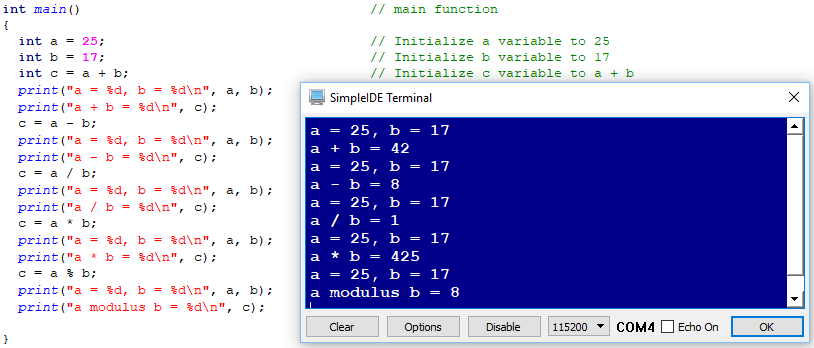 int main()                                    // main function
{
  int a = 25;                                 // Initialize a variable to 25
  int b = 17;                                 // Initialize b variable to 17
  int c = a + b;                              // Initialize c variable to a + b
  print("a = %d, b = %d\n", a, b);
  print("a + b = %d\n", c);
  c = a - b;
  print("a = %d, b = %d\n", a, b);
  print("a - b = %d\n", c);
  c = a / b;
  print("a = %d, b = %d\n", a, b);
  print("a / b = %d\n", c);
  c = a * b;
  print("a = %d, b = %d\n", a, b);
  print("a * b = %d\n", c);
  c = a % b;
  print("a = %d, b = %d\n", a, b);
  print("a modulus b = %d\n", c);
}
SimpleIDE Terminal
a = 25, b = 17
a + b = 42
a = 25, b = 17
a - b = 8
a = 25, b = 17
a / b = 1
a = 25, b = 17
a * b = 425
a = 25, b = 17
a modulus b = 8
Clear Options Disable 115200 COM4 Echo On OK